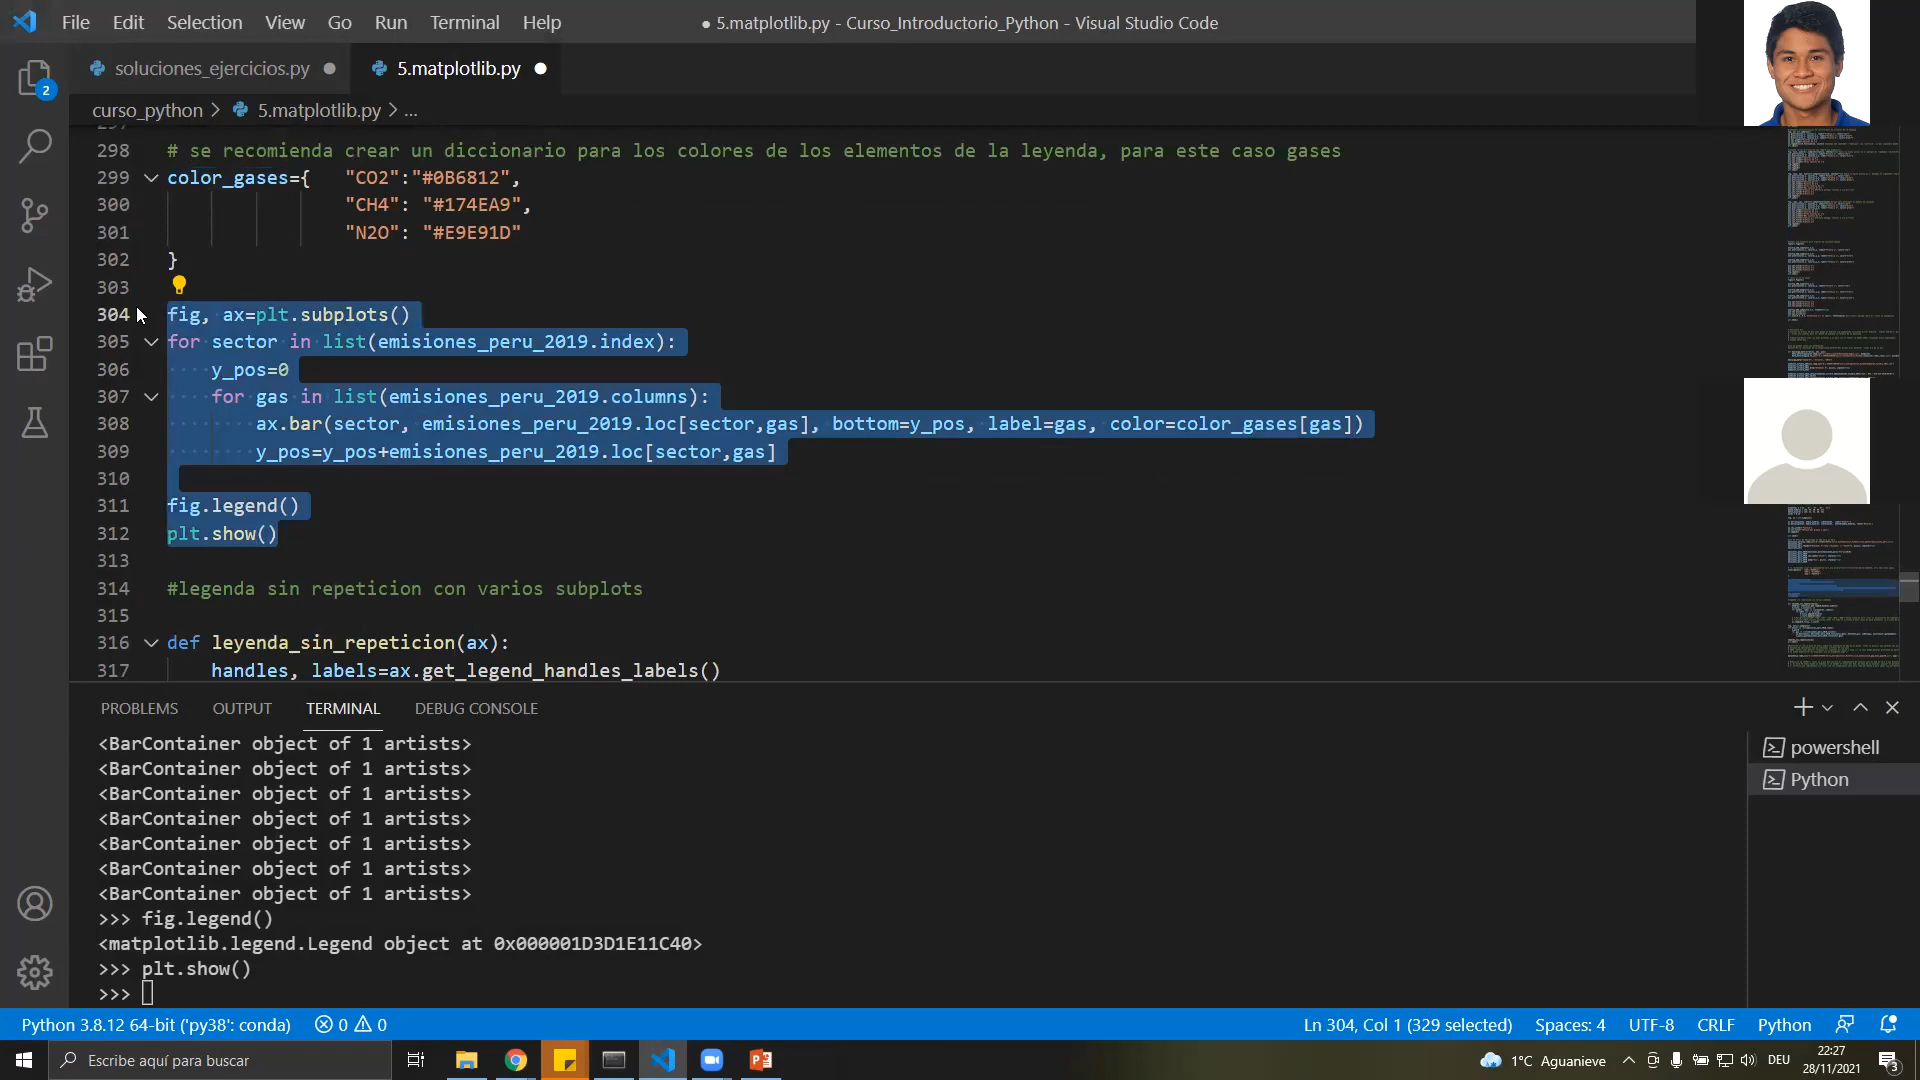 File Edit Selection View Go Run Terminal Help
● 5.matplotlib.py - Curso_Introductorio_Python - Visual Studio Code
soluciones_ejercicios.py
5.matplotlib.py
2
curso_python > 5.matplotlib.py > ...
298 # se recomienda crear un diccionario para los colores de los elementos de la leyenda, para este caso gases
299 color_gases={ "CO2":"#0B6812",
300 "CH4": "#174EA9",
301 "N2O": "#E9E91D"
302 }
303
304 fig, ax=plt.subplots()
305 for sector in list(emisiones_peru_2019.index):
306 y_pos=0
307 for gas in list(emisiones_peru_2019.columns):
308 ax.bar(sector, emisiones_peru_2019.loc[sector,gas], bottom=y_pos, label=gas, color=color_gases[gas])
309 y_pos=y_pos+emisiones_peru_2019.loc[sector,gas]
310
311 fig.legend()
312 plt.show()
313
314 #legenda sin repeticion con varios subplots
315
316 def leyenda_sin_repeticion(ax):
317 handles, labels=ax.get_legend_handles_labels()
PROBLEMS OUTPUT TERMINAL DEBUG CONSOLE
<BarContainer object of 1 artists>
<BarContainer object of 1 artists>
<BarContainer object of 1 artists>
<BarContainer object of 1 artists>
<BarContainer object of 1 artists>
<BarContainer object of 1 artists>
<BarContainer object of 1 artists>
>>> fig.legend()
<matplotlib.legend.Legend object at 0x000001D3D1E11C40>
>>> plt.show()
>>>
powershell
Python
Python 3.8.12 64-bit ('py38': conda) 0 0
Ln 304, Col 1 (329 selected) Spaces: 4 UTF-8 CRLF Python
Escribe aquí para buscar
1°C Aguanieve
DEU
22:27
28/11/2021
3